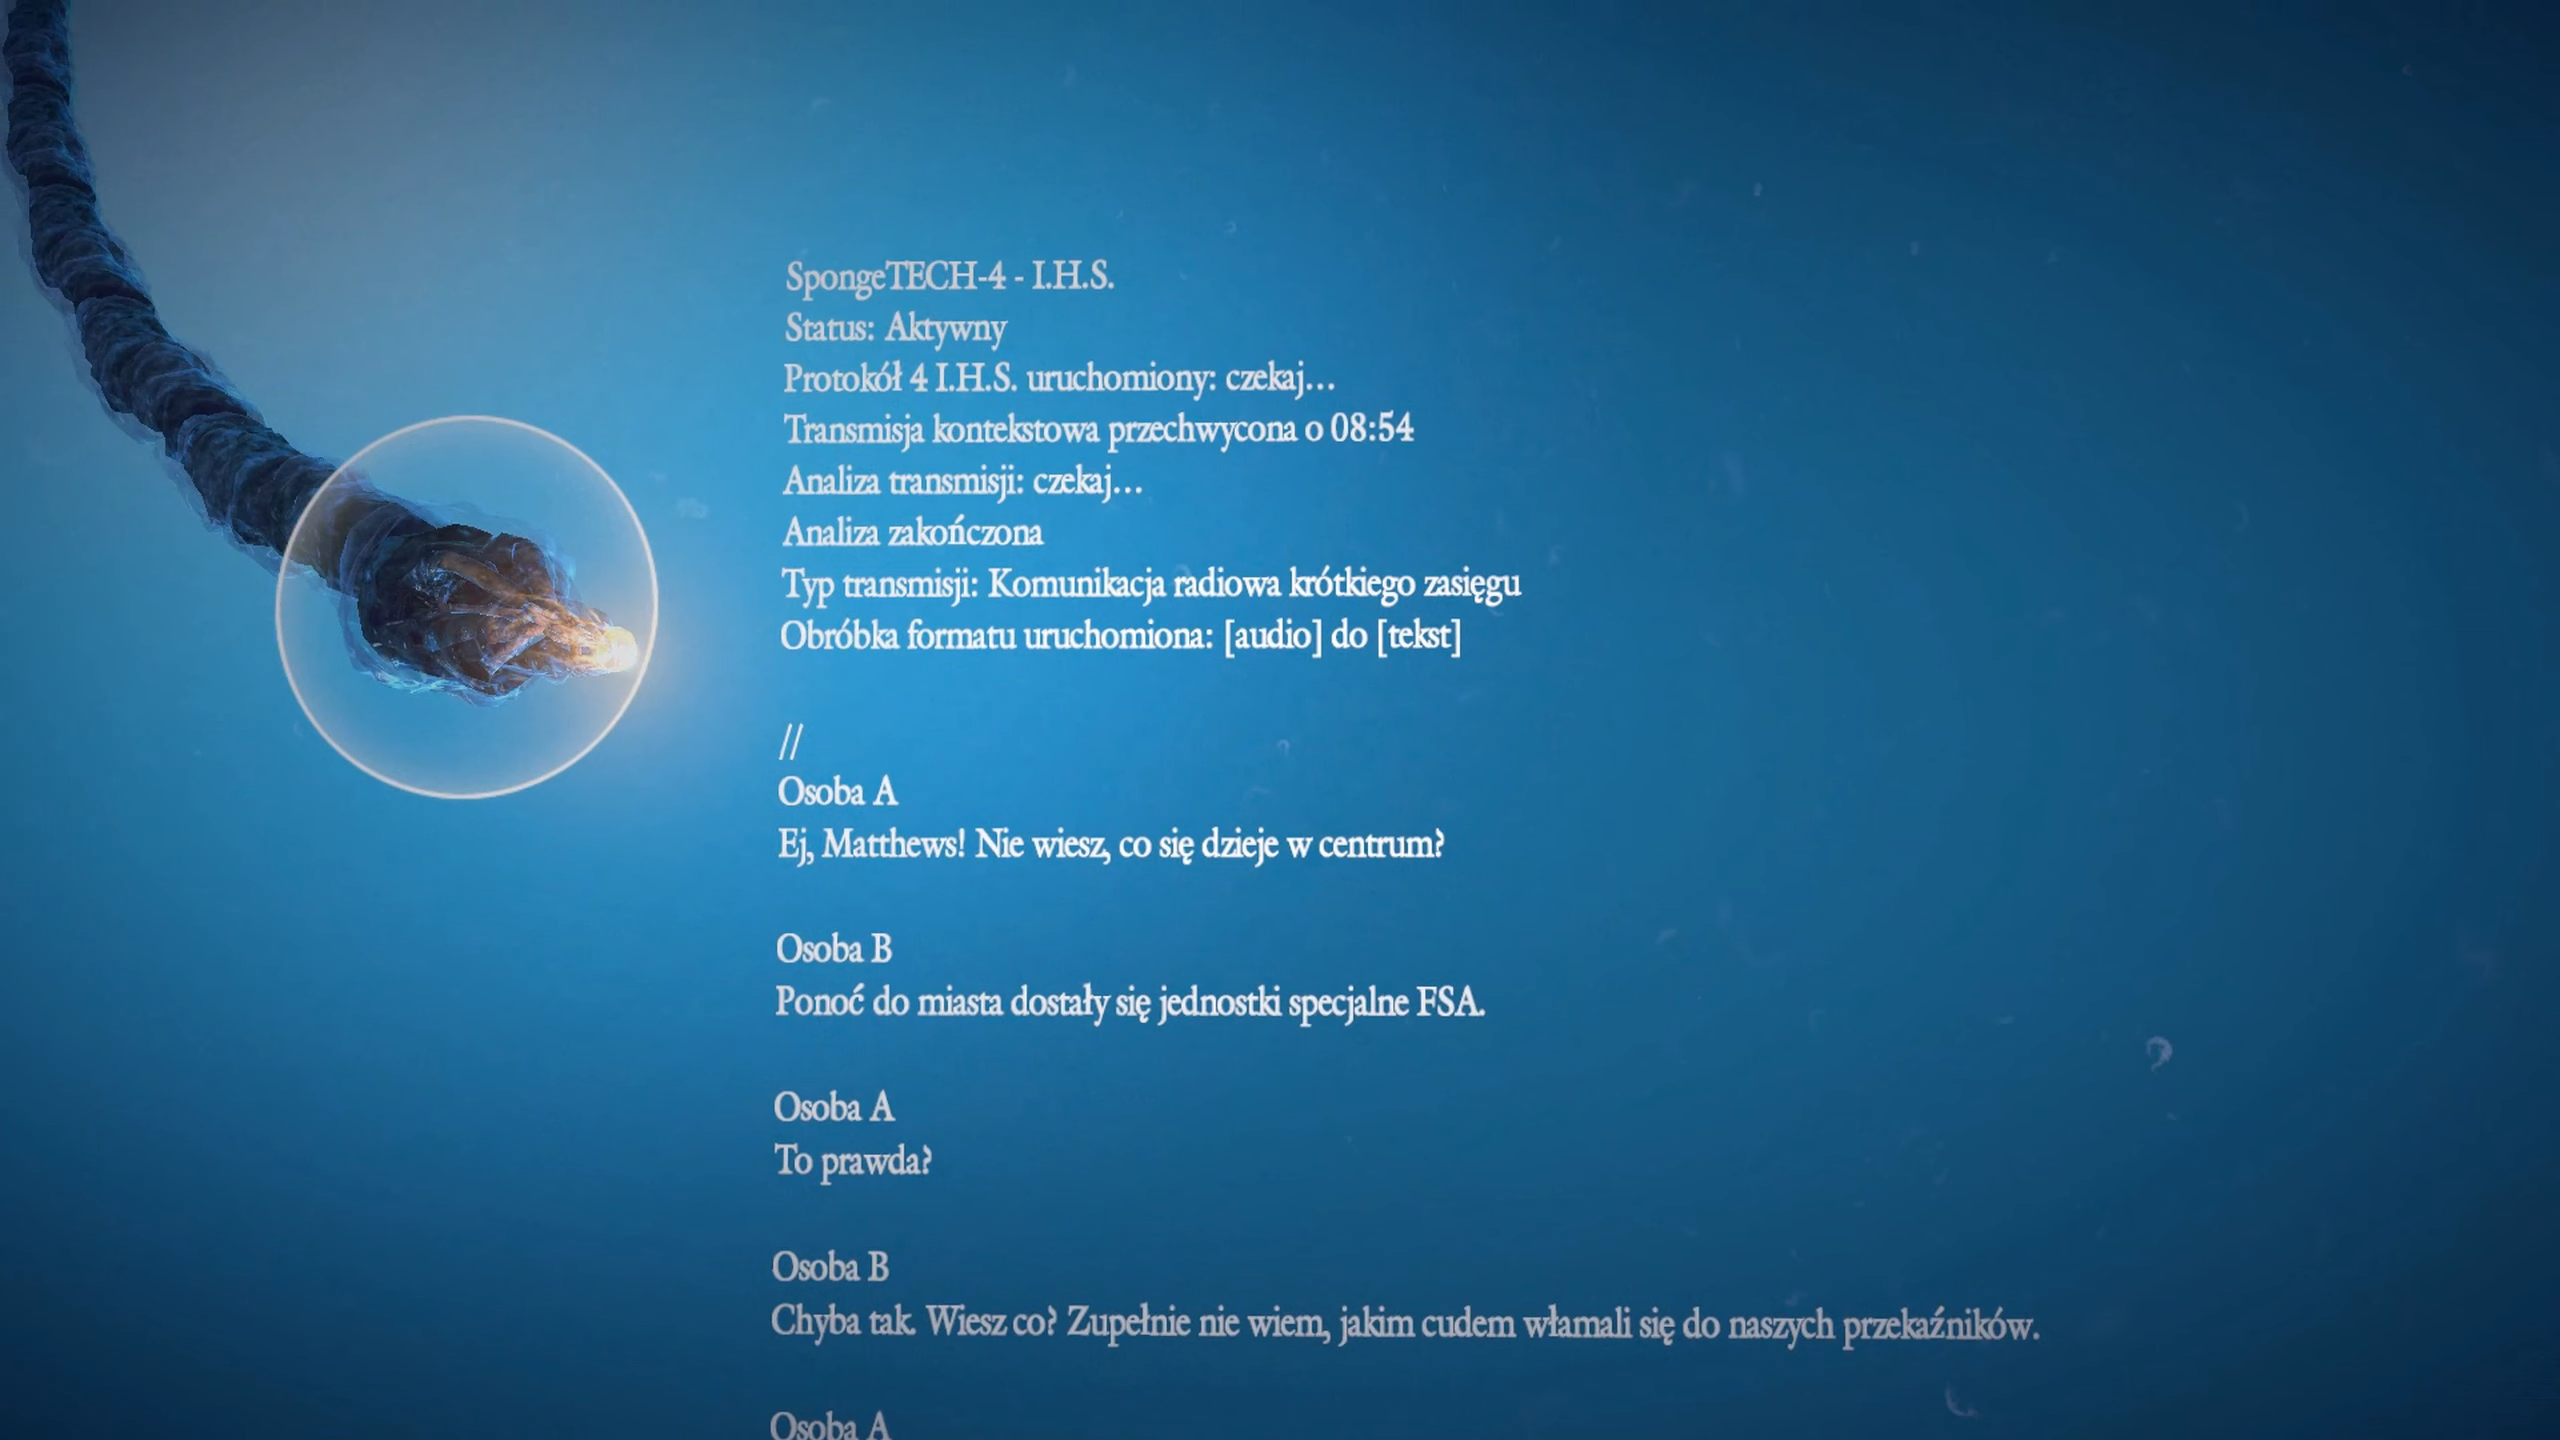 SpongeTECH-4 - I.H.S.
Status: Aktywny
Protokół 4 I.H.S. uruchomiony: czekaj...
Transmisja kontekstowa przechwycona o 08:54
Analiza transmisji: czekaj...
Analiza zakończona
Typ transmisji: Komunikacja radiowa krótkiego zasięgu
Obróbka formatu uruchomiona: [audio] do [tekst]
//
Osoba A
Ej, Matthews! Nie wiesz, co się dzieje w centrum?
Osoba B
Ponoć do miasta dostały się jednostki specjalne FSA.
Osoba A
To prawda?
Osoba B
Chyba tak. Wiesz co? Zupełnie nie wiem, jakim cudem włamali się do naszych przekaźników.
Osoba A